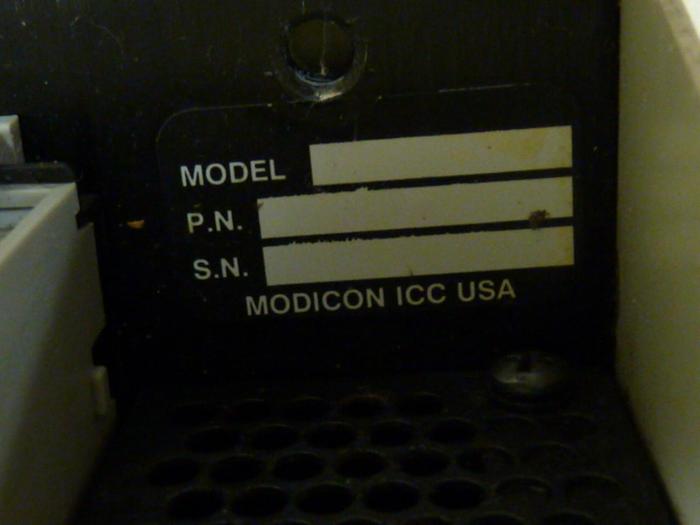 MODEL
P.N.
S.N.
MODICON ICC USA